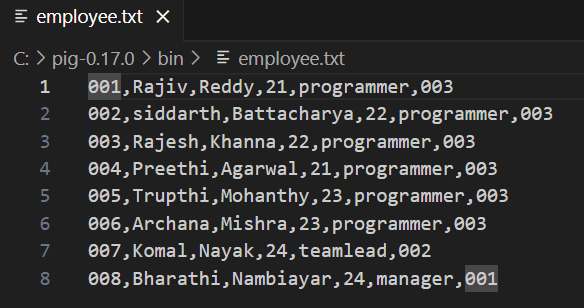 employee.txt
C: > pig-0.17.0 > bin > employee.txt
1 001,Rajiv,Reddy,21,programmer,003
2 002,siddarth,Battacharya,22,programmer,003
3 003,Rajesh,Khanna,22,programmer,003
4 004,Preethi,Agarwal,21,programmer,003
5 005,Trupthi,Mohanthy,23,programmer,003
6 006,Archana,Mishra,23,programmer,003
7 007,Komal,Nayak,24,teamlead,002
8 008,Bharathi,Nambiayar,24,manager,001